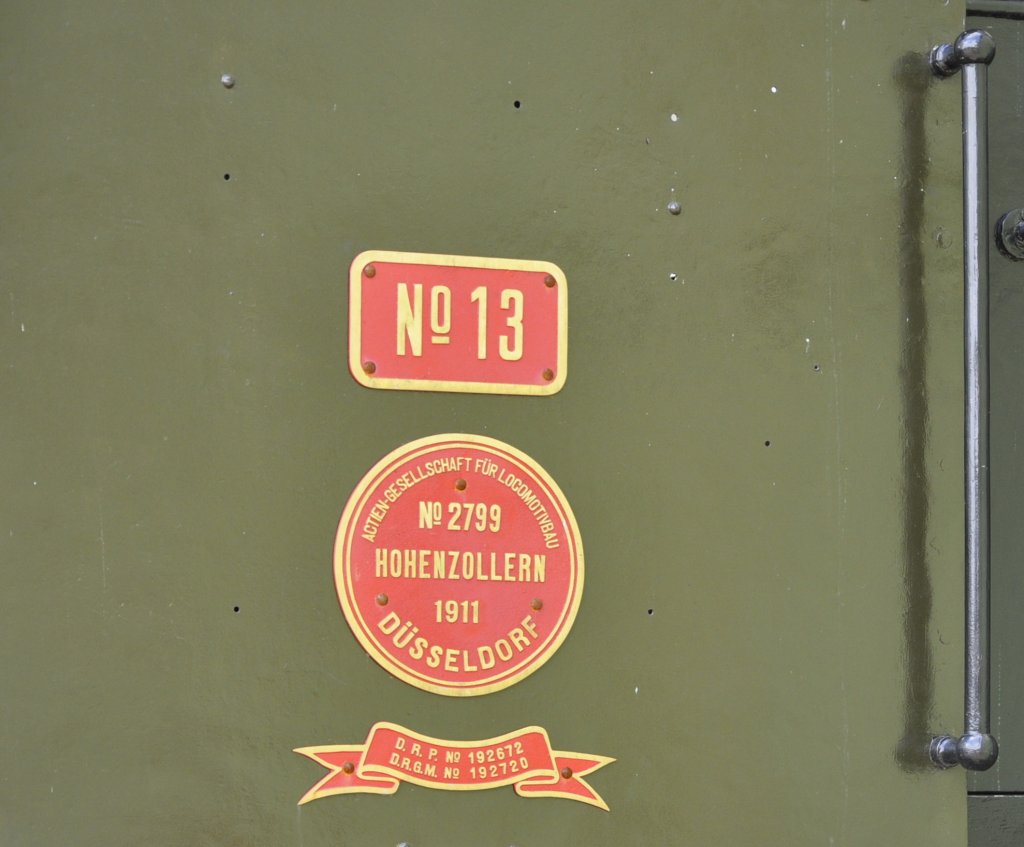 Nº 13
ACTIEN-GESELLSCHAFT FÜR LOCOMOTIVBAU
Nº 2799
HOHENZOLLERN
1911
DÜSSELDORF
D. R. P. Nº 192672
D.R.G.M. Nº 192720